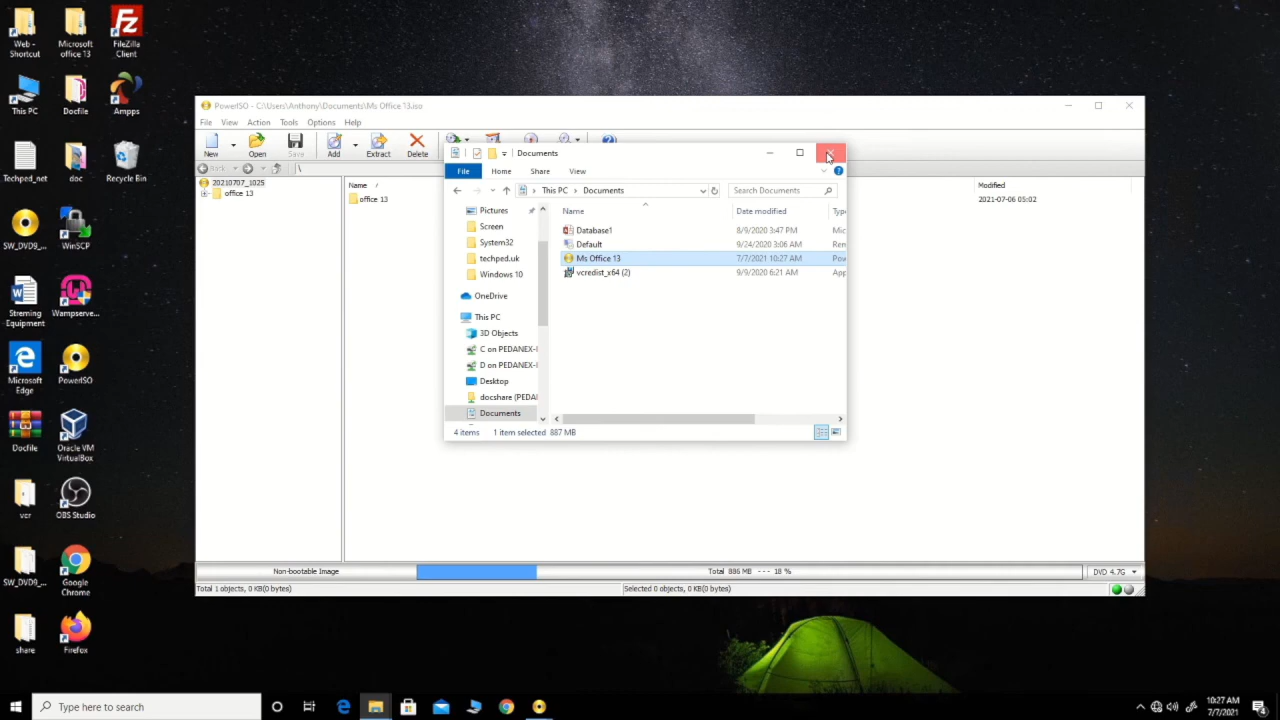 Web -
Shortcut
Microsoft
office 13
FileZilla
Client
This PC
Docfile
Ampps
Techped_net
doc
Recycle Bin
SW_DVD9_...
WinSCP
Streming
Equipment
Wampserve...
Microsoft
Edge
PowerISO
Docfile
Oracle VM
VirtualBox
vcr
OBS Studio
SW_DVD9_...
Google
Chrome
share
Firefox
PowerISO - C:\Users\Anthony\Documents\Ms Office 13.iso
File View Action Tools Options Help
New Open Save Add Extract Delete
Back \
20210707_1025
office 13
Name
office 13
Modified
2021-07-06 05:02
Documents
File Home Share View
This PC Documents
Search Documents
Pictures
Screen
System32
techped.uk
Windows 10
OneDrive
This PC
3D Objects
C on PEDANEX-
D on PEDANEX-
Desktop
docshare (PEDA
Documents
Name Date modified Type
Database1 8/9/2020 3:47 PM Mic
Default 9/24/2020 3:06 AM Rem
Ms Office 13 7/7/2021 10:27 AM Pow
vcredist_x64 (2) 9/9/2020 6:21 AM App
4 items 1 item selected 887 MB
Non-bootable Image Total 886 MB --- 18 % DVD 4.7G
Total 1 objects, 0 KB(0 bytes) Selected 0 objects, 0 KB(0 bytes)
Type here to search
10:27 AM
7/7/2021
4